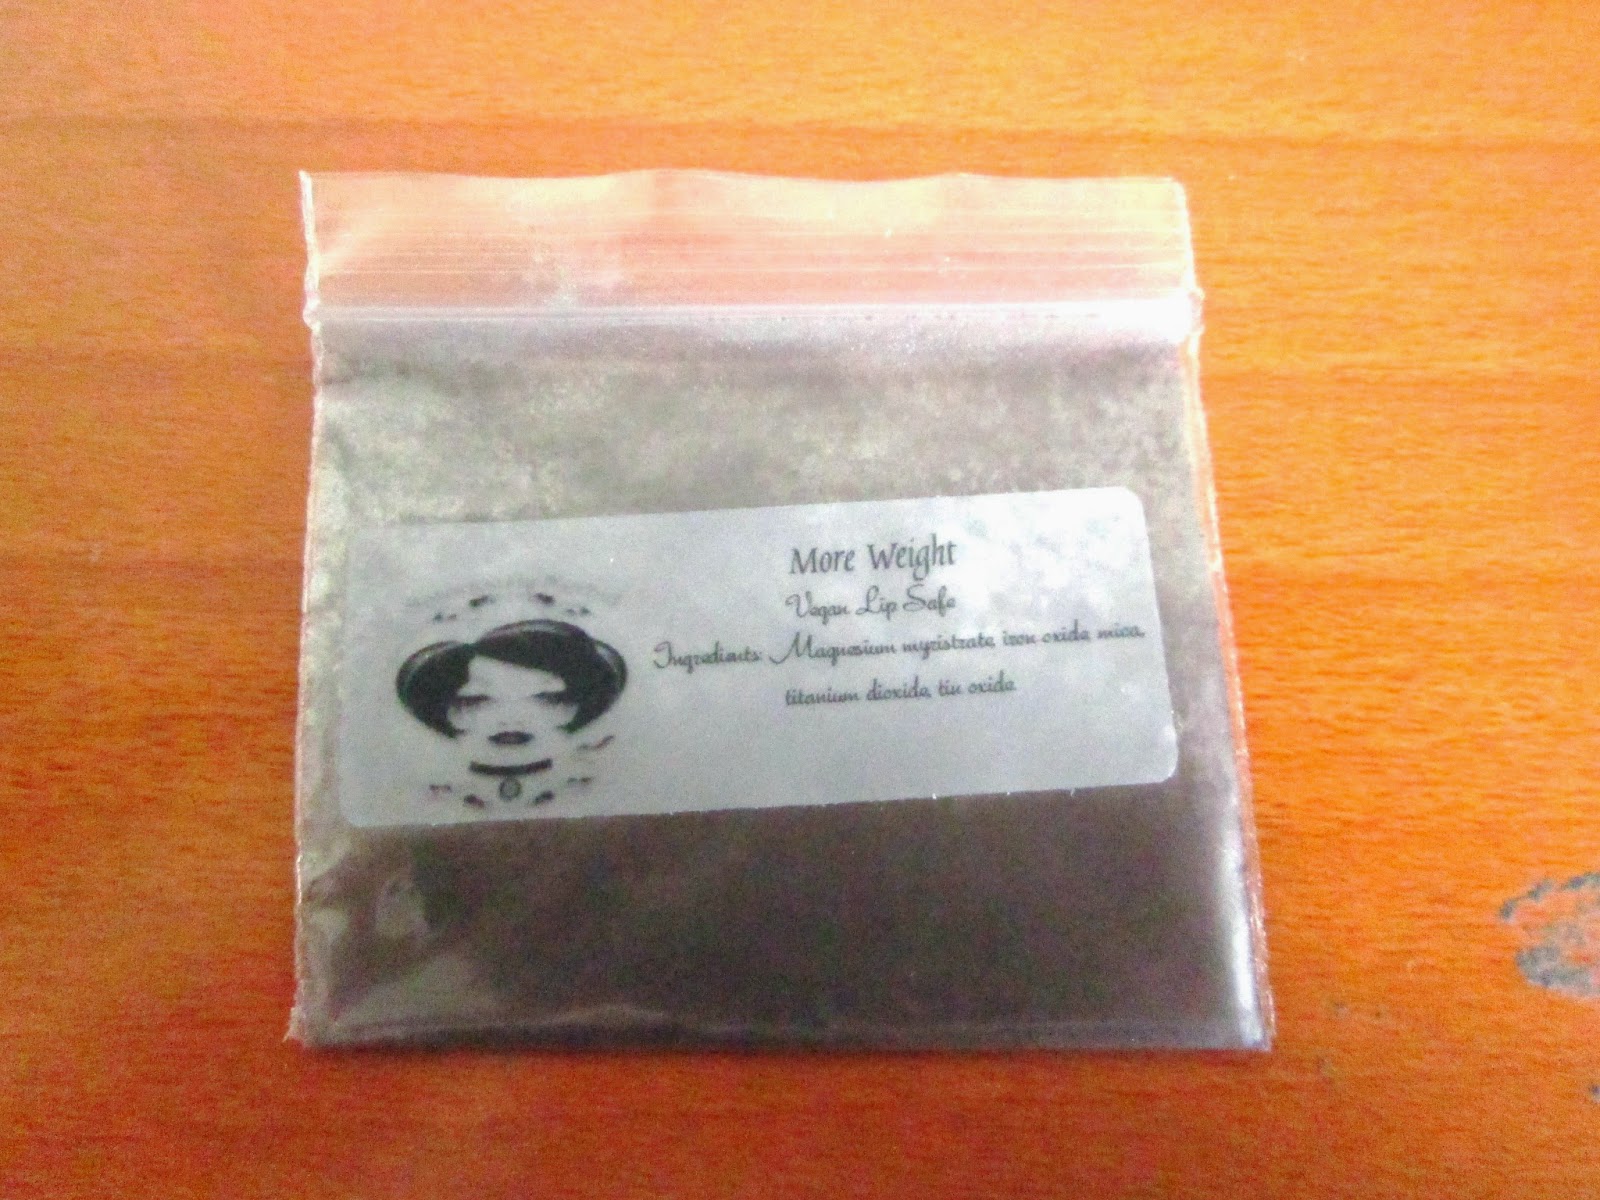 More Weight
Vegan Lip Safe
Ingredients: Magnesium myristrate, iron oxide, mica,
titanium dioxide, tin oxide